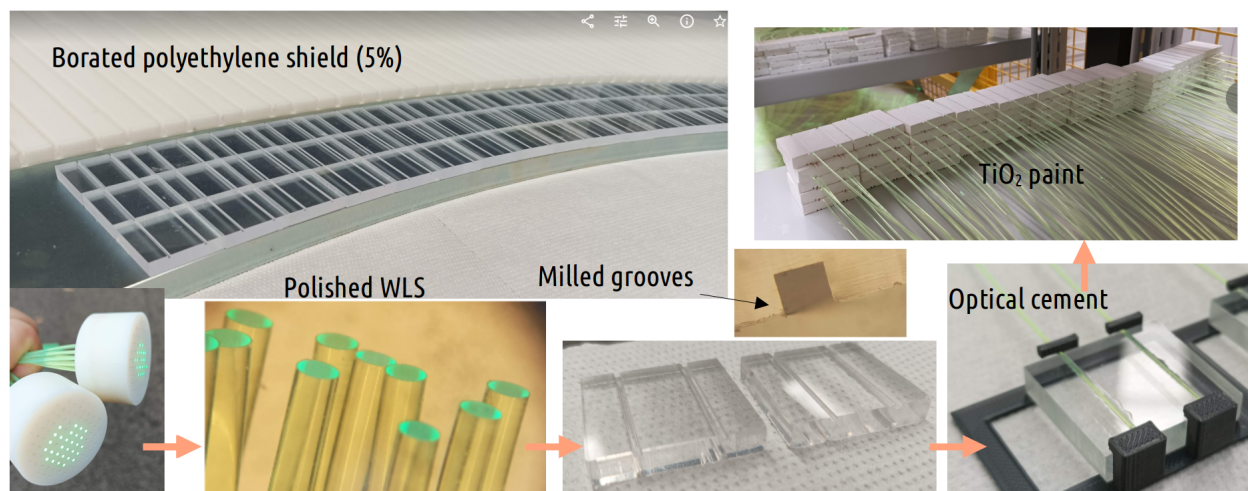 Borated polyethylene shield (5%)
TiO₂ paint
Milled grooves
Polished WLS
Optical cement